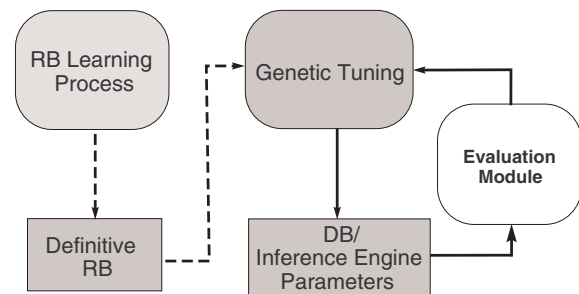 RB Learning
Process
Genetic Tuning
Evaluation
Module
Definitive
RB
DB/
Inference Engine
Parameters